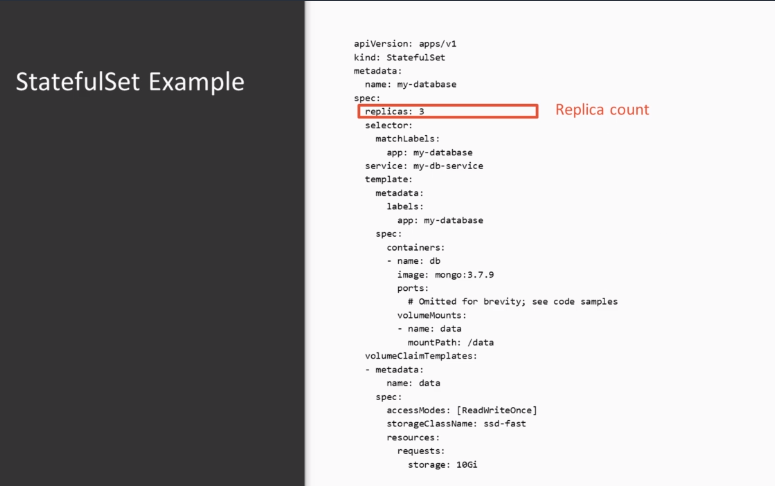 StatefulSet Example
apiVersion: apps/v1
kind: StatefulSet
metadata:
  name: my-database
spec:
  replicas: 3
Replica count
  selector:
    matchLabels:
      app: my-database
  service: my-db-service
  template:
    metadata:
      labels:
        app: my-database
    spec:
      containers:
      - name: db
        image: mongo:3.7.9
        ports:
          # Omitted for brevity; see code samples
        volumeMounts:
        - name: data
          mountPath: /data
  volumeClaimTemplates:
  - metadata:
      name: data
    spec:
      accessModes: [ReadWriteOnce]
      storageClassName: ssd-fast
      resources:
        requests:
          storage: 10Gi